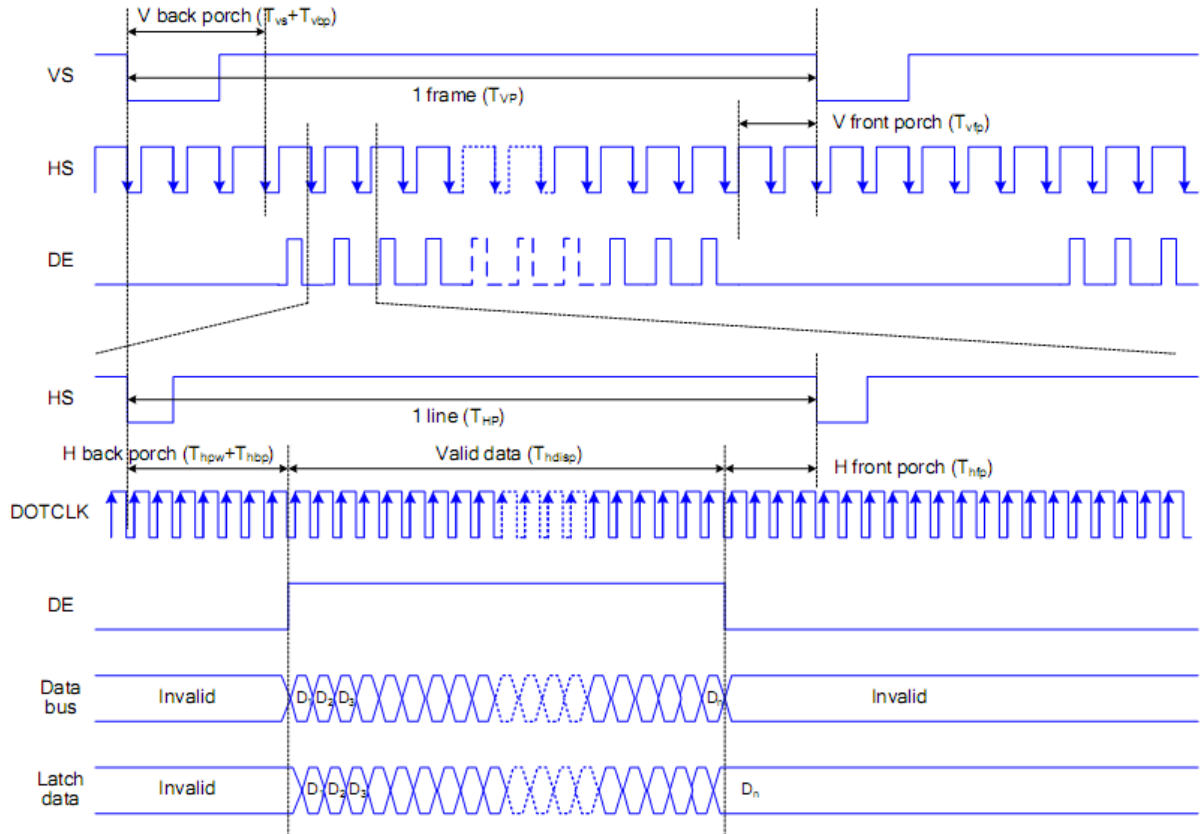 V back porch (Tvs+Tvbp)
VS
1 frame (TVP)
V front porch (Tvfp)
HS
DE
HS
1 line (THP)
H back porch (Thpw+Thbp)
Valid data (Thdisp)
H front porch (Thfp)
DOTCLK
DE
Data
bus
Invalid
D1
D2
D3
Dn
Invalid
Latch
data
Invalid
D1
D2
D3
Dn